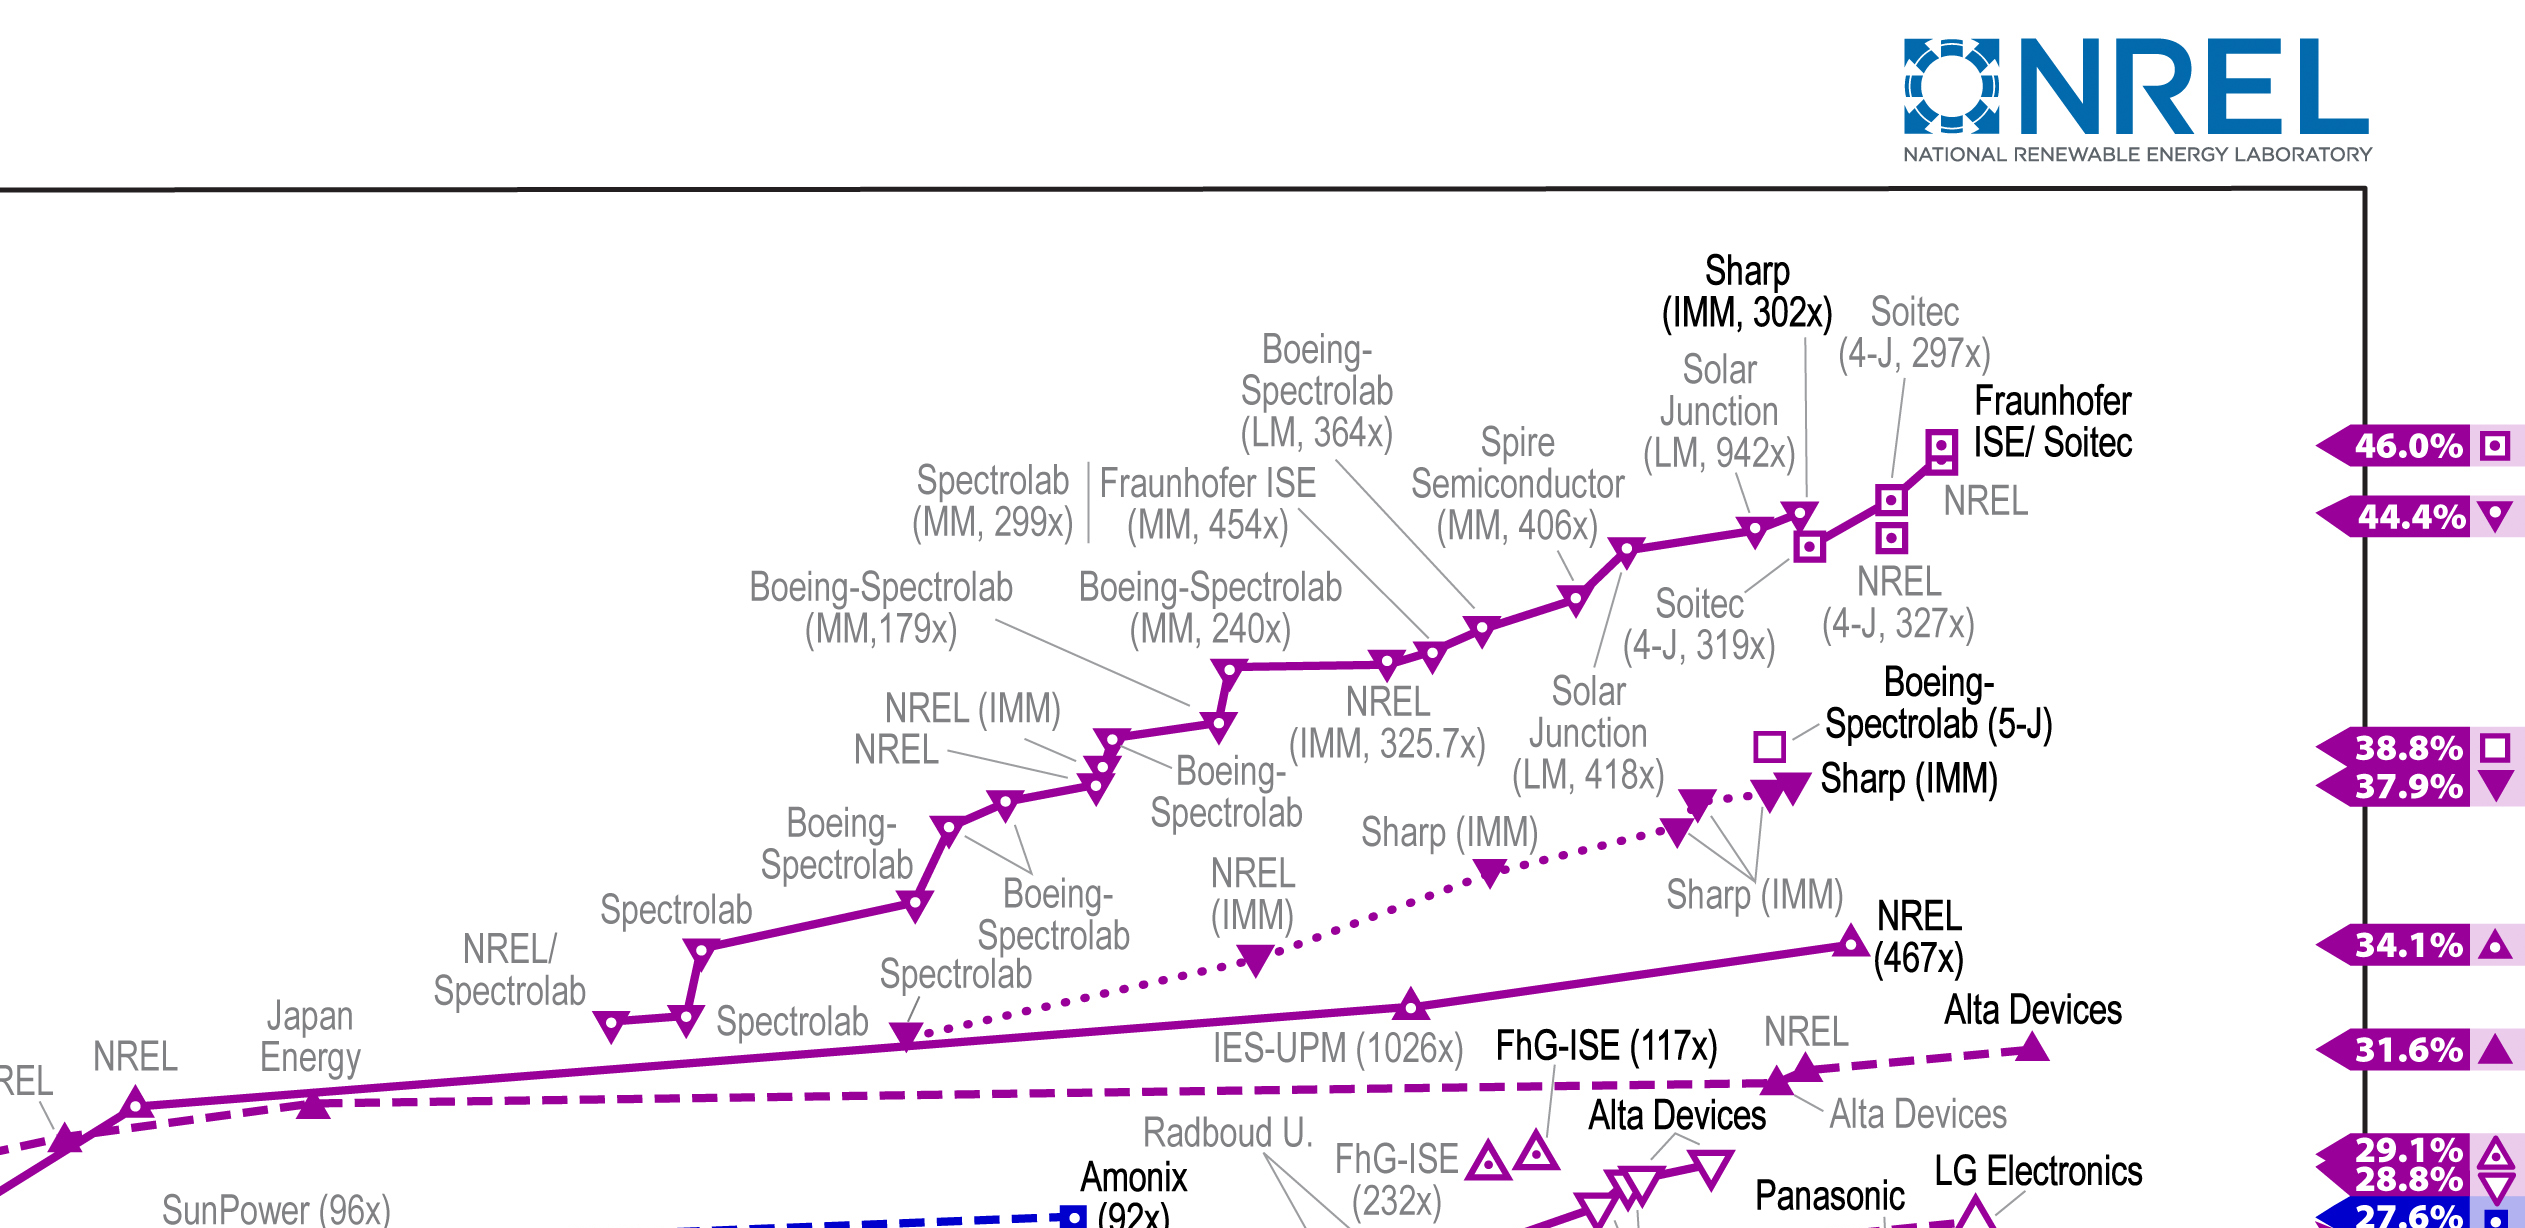 NREL
NATIONAL RENEWABLE ENERGY LABORATORY
Sharp
(IMM, 302x)
Soitec
(4-J, 297x)
Boeing-
Spectrolab
(LM, 364x)
Solar
Junction
(LM, 942x)
Fraunhofer
ISE/ Soitec
46.0%
Spire
Semiconductor
(MM, 406x)
Spectrolab
(MM, 299x)
Fraunhofer ISE
(MM, 454x)
NREL
44.4%
Boeing-Spectrolab
(MM,179x)
Boeing-Spectrolab
(MM, 240x)
Soitec
(4-J, 319x)
NREL
(4-J, 327x)
NREL (IMM)
NREL
NREL
(IMM, 325.7x)
Solar
Junction
(LM, 418x)
Boeing-
Spectrolab (5-J)
38.8%
Boeing-
Spectrolab
Sharp (IMM)
37.9%
Boeing-
Spectrolab
Sharp (IMM)
NREL
(IMM)
Sharp (IMM)
Boeing-
Spectrolab
Spectrolab
NREL/
Spectrolab
Spectrolab
NREL
(467x)
34.1%
Spectrolab
Japan
Energy
NREL
REL
IES-UPM (1026x)
FhG-ISE (117x)
NREL
Alta Devices
31.6%
Alta Devices
Alta Devices
Radboud U.
FhG-ISE
(232x)
29.1%
28.8%
Amonix
(92x)
Panasonic
LG Electronics
SunPower (96x)
27.6%